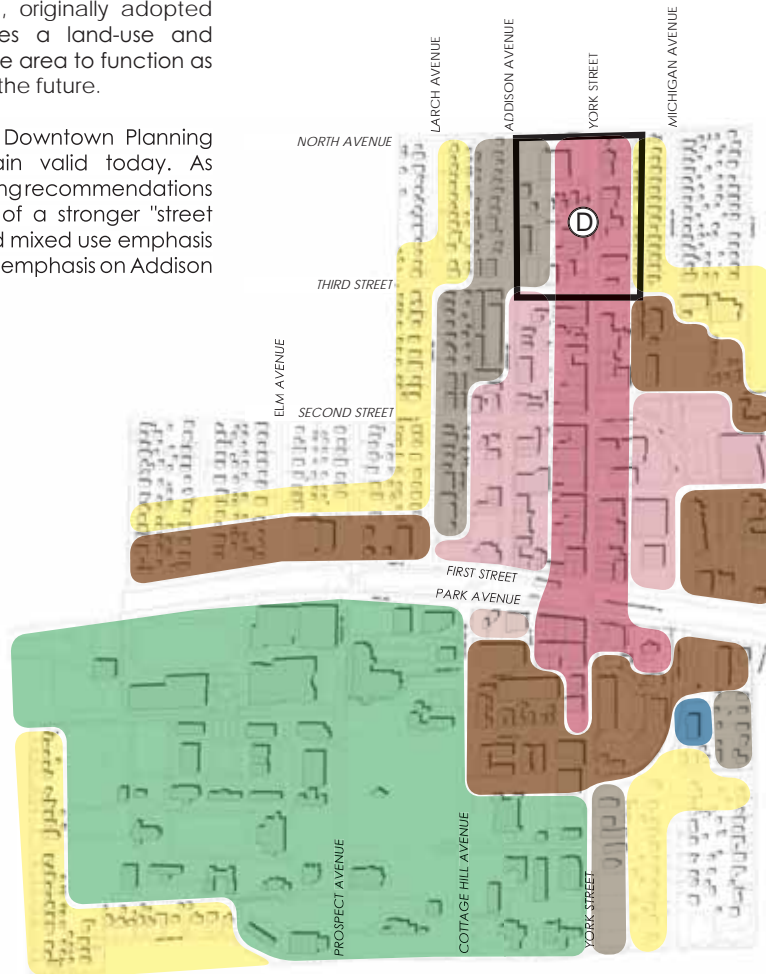 , originally adopted
es a land-use and
e area to function as
the future.
Downtown Planning
ain valid today. As
ng recommendations
of a stronger "street
d mixed use emphasis
emphasis on Addison
LARCH AVENUE
ADDISON AVENUE
YORK STREET
MICHIGAN AVENUE
NORTH AVENUE
D
THIRD STREET
ELM AVENUE
SECOND STREET
FIRST STREET
PARK AVENUE
PROSPECT AVENUE
COTTAGE HILL AVENUE
YORK STREET